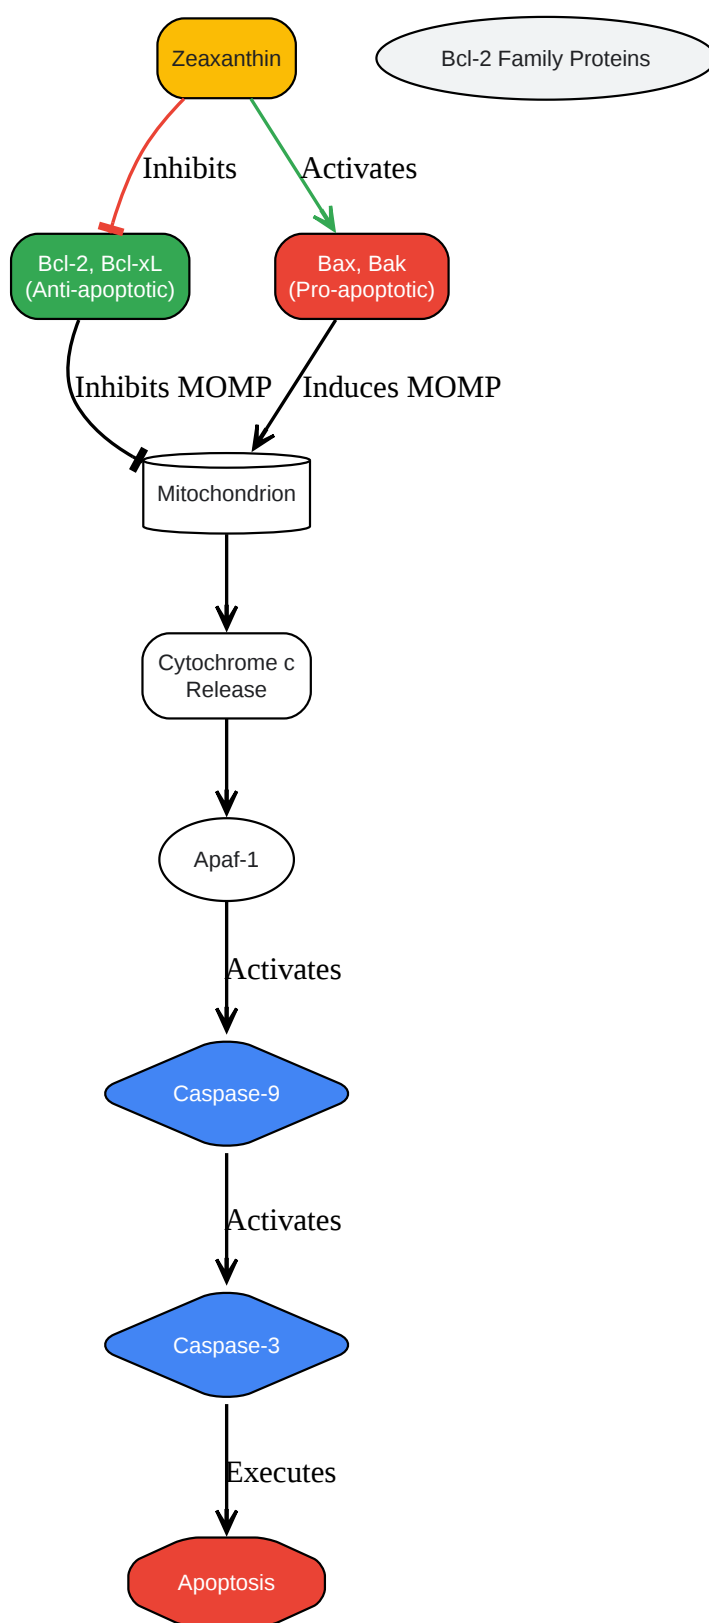 Zeaxanthin
Bcl-2 Family Proteins
Inhibits
Activates
Bcl-2, Bcl-xL
(Anti-apoptotic)
Bax, Bak
(Pro-apoptotic)
Inhibits MOMP
Induces MOMP
Mitochondrion
Cytochrome c
Release
Apaf-1
Activates
Caspase-9
Activates
Caspase-3
Executes
Apoptosis